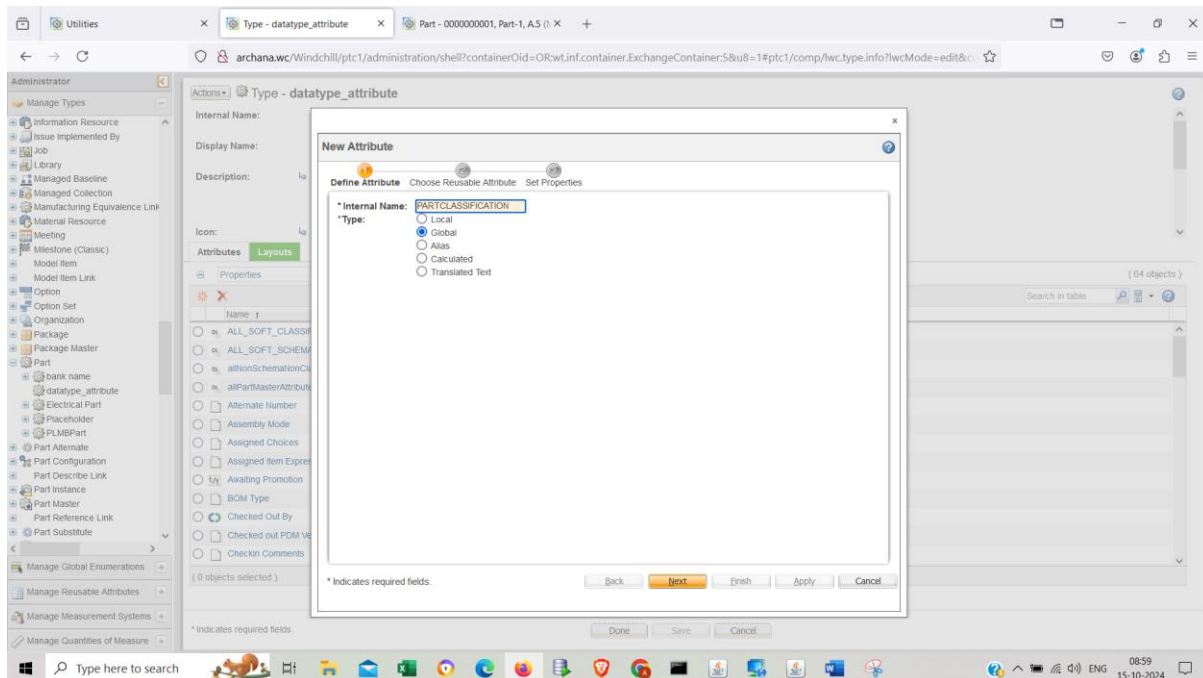 Utilities
Type - datatype_attribute
Part - 0000000001, Part-1, A.5
archana.wc/Windchill/ptc1/administration/shell?containerOid=OR:wt.inf.container.ExchangeContainer:5&u8=1#ptc1/comp/lwc.type.info?lwcMode=edit&
Administrator
Manage Types
Information Resource
Issue Implemented By
Job
Library
Managed Baseline
Managed Collection
Manufacturing Equivalence Link
Material Resource
Meeting
Milestone (Classic)
Model Item
Model Item Link
Option
Option Set
Organization
Package
Package Master
Part
bank name
datatype_attribute
Electrical Part
Placeholder
PLMBPart
Part Alternate
Part Configuration
Part Describe Link
Part Instance
Part Master
Part Reference Link
Part Substitute
Manage Global Enumerations
Manage Reusable Attributes
Manage Measurement Systems
Manage Quantities of Measure
Actions Type - datatype_attribute
Internal Name:
Display Name:
Description:
Icon:
Attributes Layouts
Properties
(64 objects)
Search in table
Name
ALL_SOFT_CLASSIF
ALL_SOFT_SCHEMA
allNonSchemaNonCl
allPartMasterAttribute
Alternate Number
Assembly Mode
Assigned Choices
Assigned Item Expres
Awaiting Promotion
BOM Type
Checked Out By
Checked out PDM Ve
Checkin Comments
(0 objects selected)
* Indicates required fields
Done Save Cancel
New Attribute
Define Attribute Choose Reusable Attribute Set Properties
* Internal Name: PARTCLASSIFICATION
*Type: Local
Global
Alias
Calculated
Translated Text
* Indicates required fields.
Back Next Finish Apply Cancel
Type here to search
ENG
08:59
15-10-2024